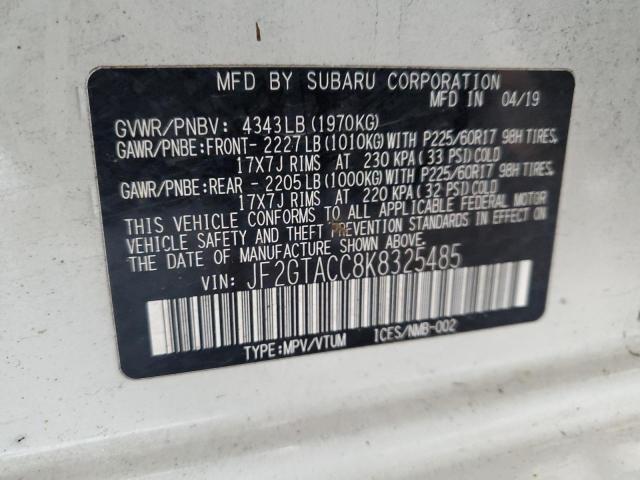 MFD BY SUBARU CORPORATION
MFD IN 04/19
GVWR/PNBV: 4343LB (1970KG)
GAWR/PNBE:FRONT- 2227 LB (1010KG) WITH P225/60R17 98H TIRES,
17X7J RIMS AT 230 KPA (33 PSI) COLD
GAWR/PNBE:REAR - 2205 LB (1000KG) WITH P225/60R17 98H TIRES,
17X7J RIMS AT 220 KPA (32 PSI) COLD
THIS VEHICLE CONFORMS TO ALL APPLICABLE FEDERAL MOTOR
VEHICLE SAFETY AND THEFT PREVENTION STANDARDS IN EFFECT ON
THE DATE OF MANUFACTURE SHOWN ABOVE.
VIN: JF2GTACC8K8325485
TYPE:MPV/VTUM ICES/NMB-002